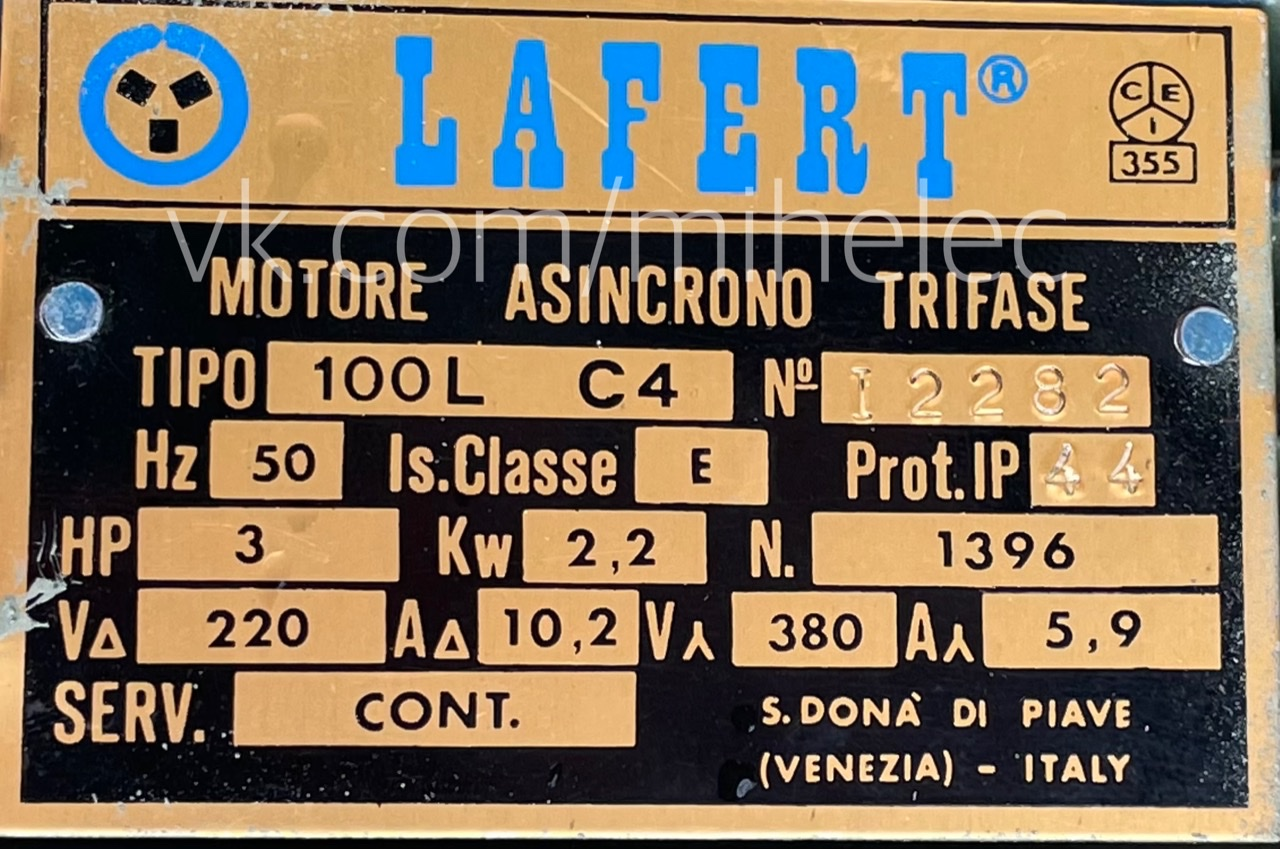 LAFERT®
CEI
355
vk.com/mihelec
MOTORE ASINCRONO TRIFASE
TIPO 100L C4 Nº I2282
Hz 50 Is.Classe E Prot.IP 44
HP 3 Kw 2,2 N. 1396
V△ 220 A△ 10,2 V⅄ 380 A⅄ 5,9
SERV. CONT.
S.DONÀ DI PIAVE
(VENEZIA) - ITALY